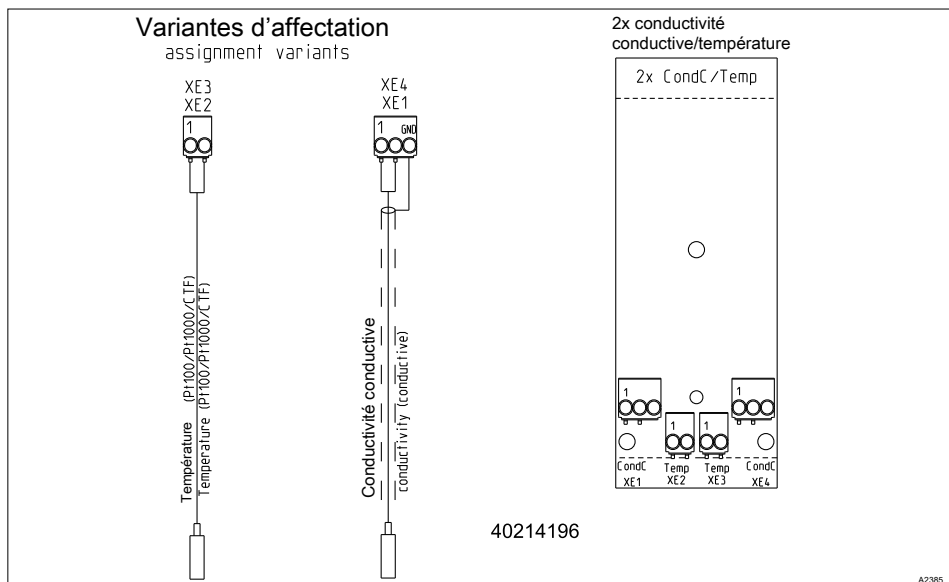 Variantes d'affectation
assignment variants
XE3
XE2
1
Température (Pt100/Pt1000/CTF)
Temperature (Pt100/Pt1000/CTF)
XE4
XE1
1 GND
Conductivité conductive
conductivity (conductive)
40214196
2x conductivité
conductive/température
2x CondC/Temp
1
1
1
1
CondC
XE1
Temp
XE2
Temp
XE3
CondC
XE4
A2385